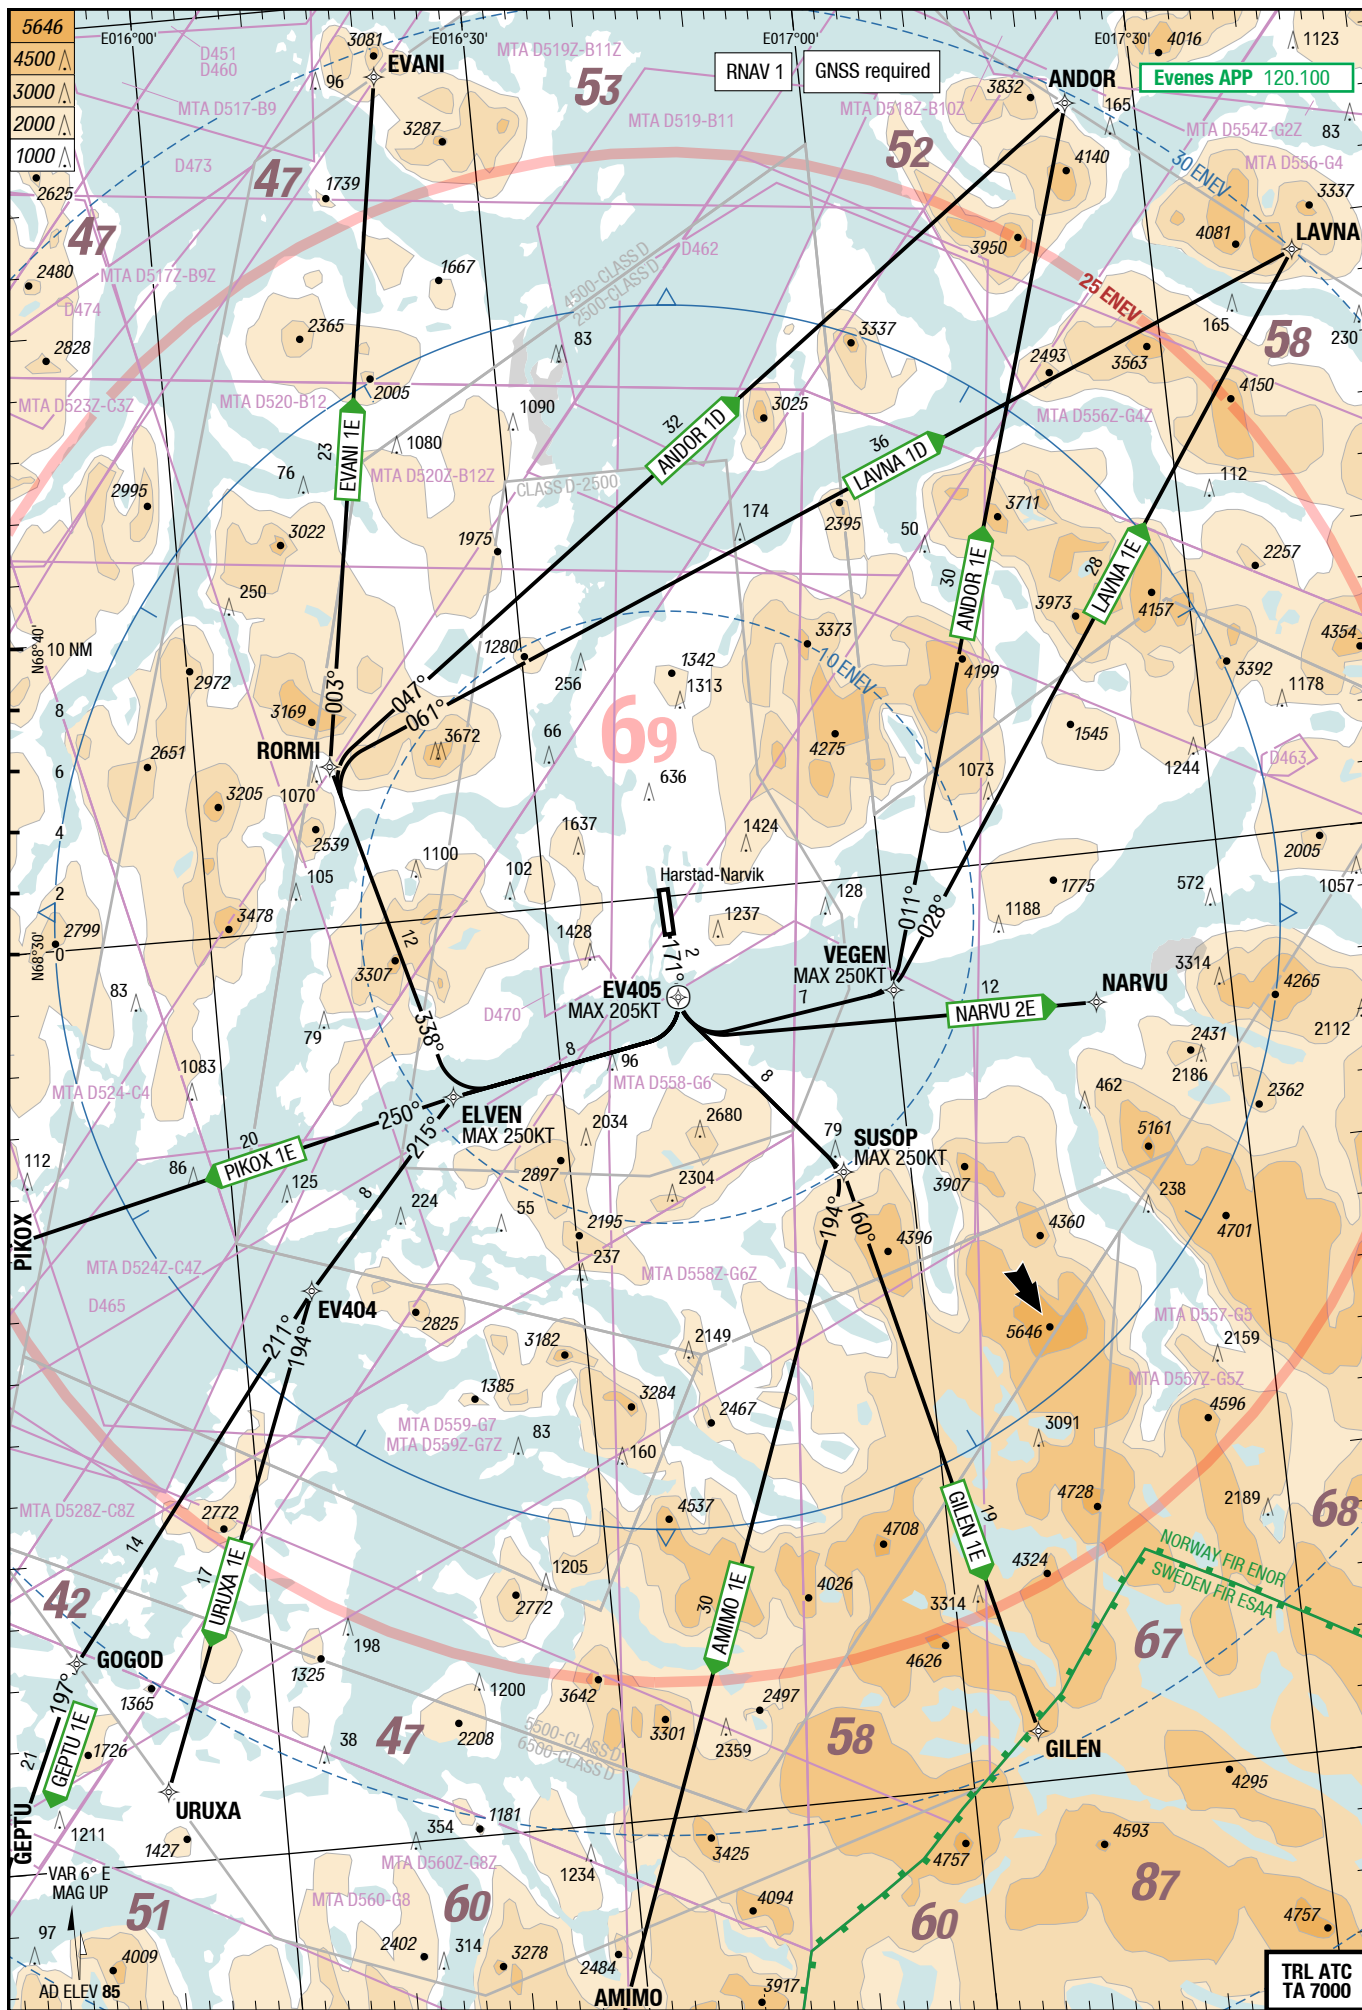 5646
4500
3000
2000
1000
E016°00'
E016°30'
E017°00'
E017°30'
D451
D460
3081
EVANI
96
MTA D519Z-B11Z
53
RNAV 1
GNSS required
ANDOR
4016
1123
Evenes APP 120.100
3832
165
MTA D517-B9
3287
MTA D519-B11
MTA D518Z-B10Z
52
MTA D554Z-G2Z
83
D473
47
1739
2625
4140
30 ENEV
MTA D556-G4
3337
LAVNA
47
2480
MTA D517Z-B9Z
D474
1667
4500-CLASS D
2500-CLASS D
D462
3950
4081
25 ENEV
165
58
230
2365
83
3337
2828
2005
2493
3563
4150
MTA D523Z-C3Z
MTA D520-B12
1090
1080
23
EVANI 1E
32
ANDOR 1D
3025
36
LAVNA 1D
MTA D556Z-G4Z
76
MTA D520Z-B12Z
CLASS D-2500
2995
174
2395
50
3711
112
3022
1975
250
30
ANDOR 1E
28
LAVNA 1E
2257
3973
4157
N68°40'
10 NM
1280
3373
10 ENEV
4354
2972
1342
1313
256
4199
3392
1178
003°
047°
061°
8
3169
RORMI
3672
66
69
4275
1545
2651
6
636
1073
1244
D463
3205
1070
4
2539
1637
1424
2005
1100
102
Harstad-Narvik
105
1775
572
1057
2
128
3478
12
1237
011°
028°
1188
2799
N68°30'
0
1428
171°
2
VEGEN
MAX 250KT
3307
EV405
MAX 205KT
3314
4265
83
7
12
NARVU 2E
NARVU
79
338°
D470
2112
8
96
2431
2186
1083
MTA D524-C4
MTA D558-G6
8
462
2362
ELVEN
MAX 250KT
250°
215°
2034
2680
79
SUSOP
MAX 250KT
5161
20
PIKOX 1E
112
86
2897
3907
125
8
2304
238
224
55
194°
160°
4701
PIKOX
2195
4396
4360
237
MTA D524Z-C4Z
MTA D558Z-G6Z
D465
EV404
2825
5646
MTA D557-G5
211°
194°
2149
2159
3182
1385
MTA D557Z-G5Z
3284
2467
4596
MTA D559-G7
MTA D559Z-G7Z
83
3091
160
MTA D528Z-C8Z
2772
4537
19
GILEN 1E
4728
2189
68
14
4708
NORWAY FIR ENOR
SWEDEN FIR ESAA
17
URUXA 1E
1205
4324
42
2772
30
AMIMO 1E
4026
3314
67
198
GOGOD
1325
4626
1365
197°
1200
3642
2497
GEPTU 1E
21
1726
38
47
2208
5500-CLASS D
6500-CLASS D
3301
2359
58
GILEN
URUXA
4295
GEPTU
1211
1427
354
1181
3425
4757
4593
VAR 6° E
MAG UP
MTA D560Z-G8Z
1234
MTA D560-G8
60
4094
87
51
60
97
4009
2402
314
3278
2484
4757
AD ELEV 85
AMIMO
3917
TRL ATC
TA 7000